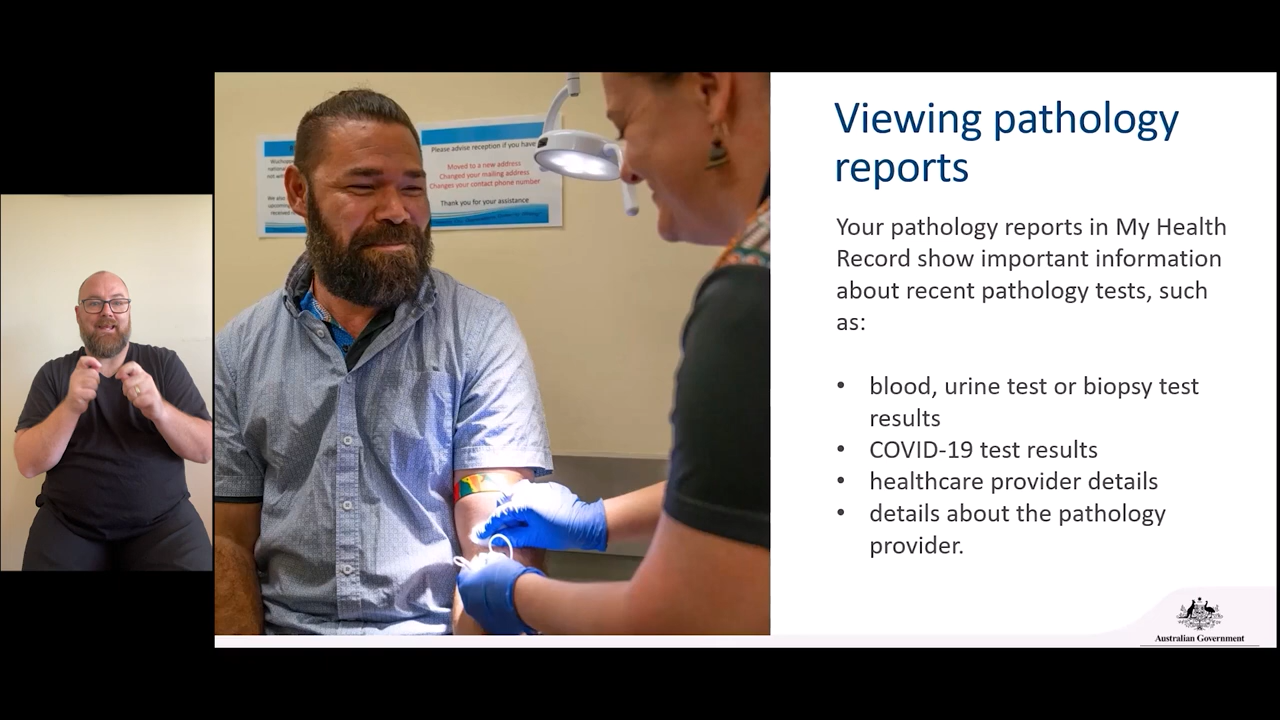 Please advise reception if you have
Moved to a new address
Changed your mailing address
Changes your contact phone number
Thank you for your assistance
Viewing pathology
reports
Your pathology reports in My Health
Record show important information
about recent pathology tests, such
as:
• blood, urine test or biopsy test
results
• COVID-19 test results
• healthcare provider details
• details about the pathology
provider.
Australian Government